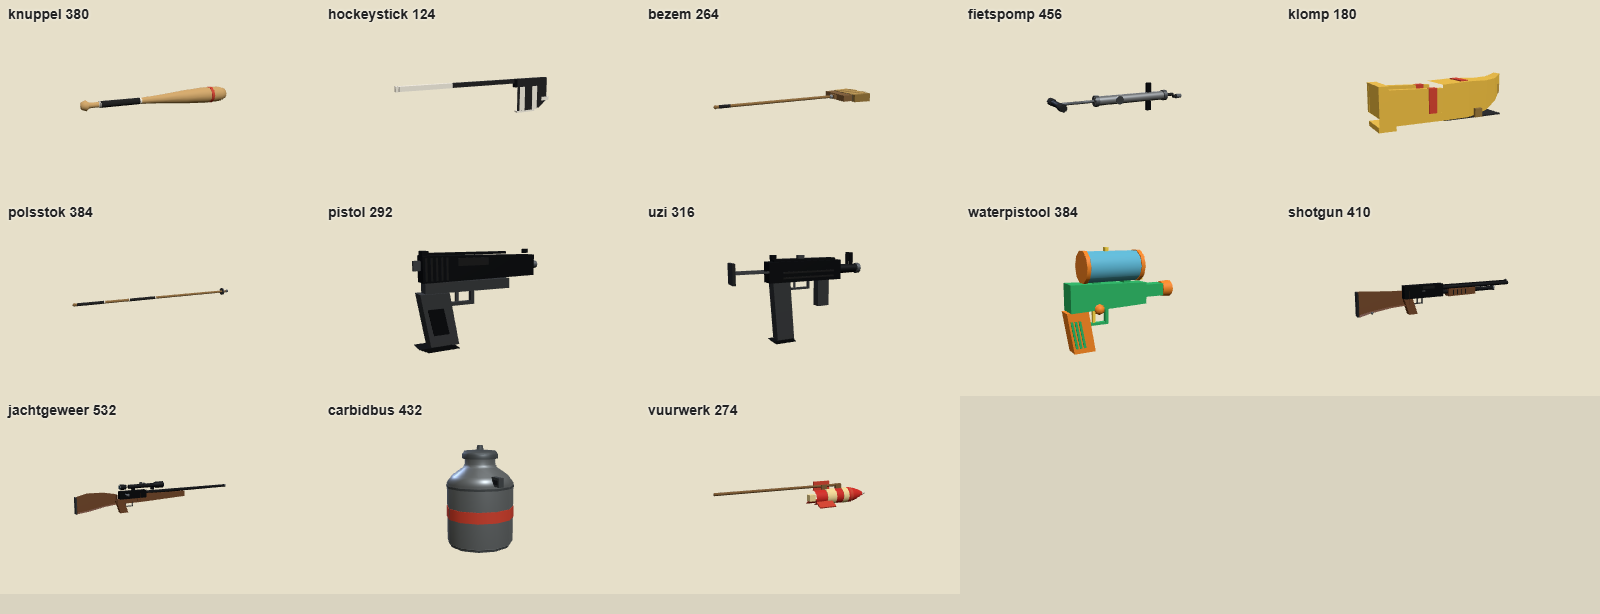 knuppel 380
hockeystick 124
bezem 264
fietspomp 456
klomp 180
polsstok 384
pistol 292
uzi 316
waterpistool 384
shotgun 410
jachtgeweer 532
carbidbus 432
vuurwerk 274